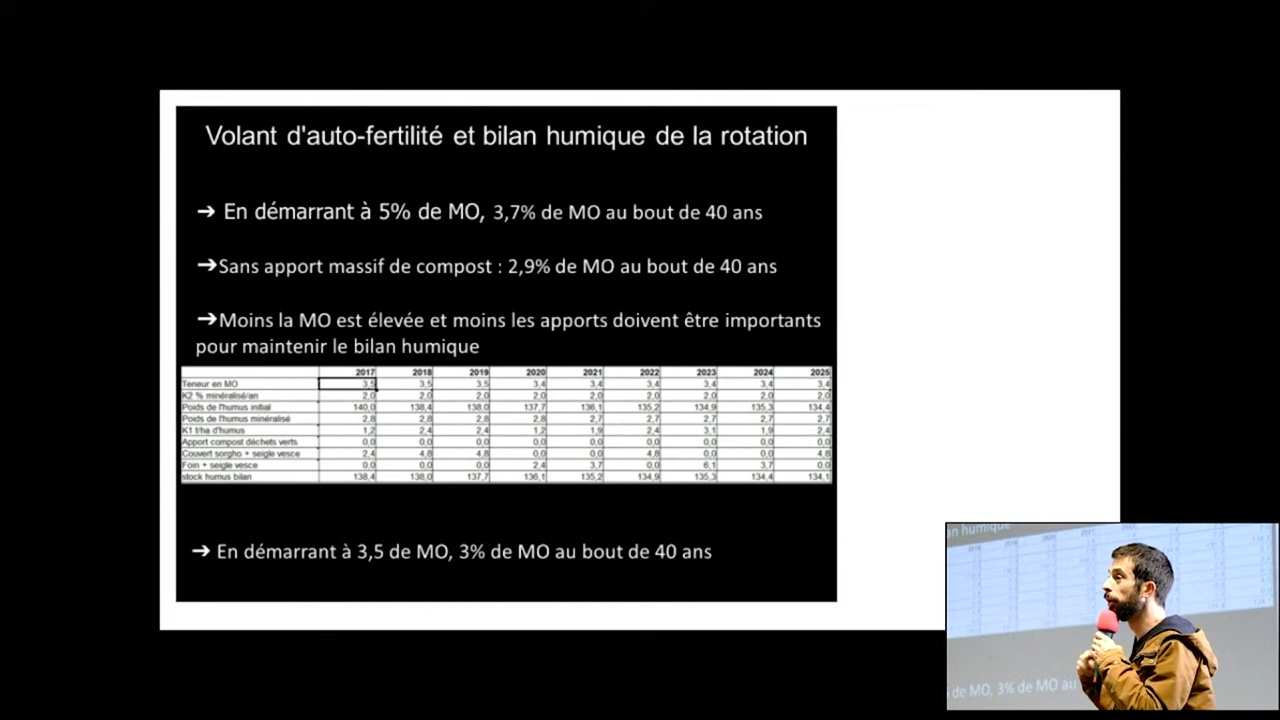 Volant d'auto-fertilité et bilan humique de la rotation
➔ En démarrant à 5% de MO, 3,7% de MO au bout de 40 ans
➔Sans apport massif de compost : 2,9% de MO au bout de 40 ans
➔Moins la MO est élevée et moins les apports doivent être importants
pour maintenir le bilan humique
2017 2018 2019 2020 2021 2022 2023 2024 2025
Teneur en MO 3,5 3,5 3,5 3,4 3,4 3,4 3,4 3,4 3,4
K2 % minéralisé/an 2,0 2,0 2,0 2,0 2,0 2,0 2,0 2,0 2,0
Poids de l'humus initial 140,0 138,4 138,0 137,7 136,1 135,2 134,9 135,3 134,4
Poids de l'humus minéralisé 2,8 2,8 2,8 2,8 2,7 2,7 2,7 2,7 2,7
K1 t/ha d'humus 1,2 2,4 2,4 1,2 1,9 2,4 3,1 1,9 2,4
Apport compost déchets verts 0,0 0,0 0,0 0,0 0,0 0,0 0,0 0,0 0,0
Couvert sorgho + seigle vesce 2,4 4,8 4,8 0,0 0,0 4,8 0,0 0,0 4,8
Foin + seigle vesce 0,0 0,0 0,0 2,4 3,7 0,0 6,1 3,7 0,0
stock humus bilan 138,4 138,0 137,7 136,1 135,2 134,9 135,3 134,4 134,1
➔ En démarrant à 3,5 de MO, 3% de MO au bout de 40 ans
an humique
de MO, 3% de MO au